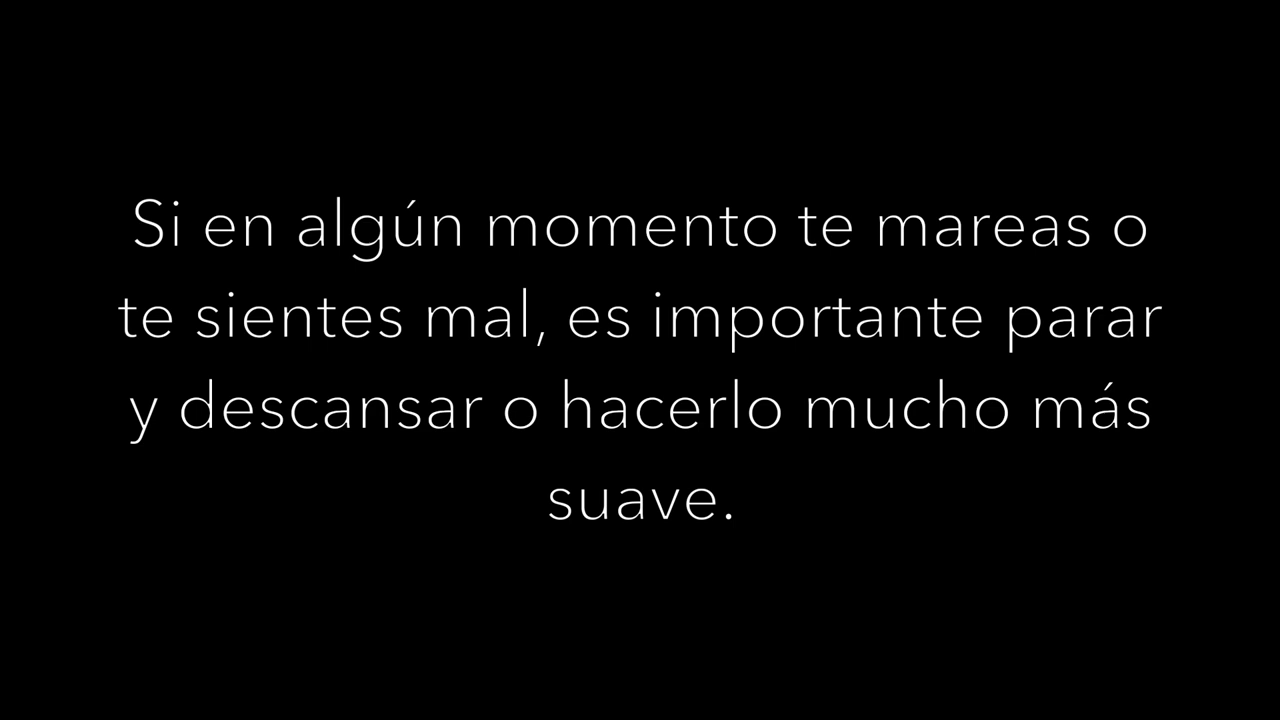 Si en algún momento te mareas o
te sientes mal, es importante parar
y descansar o hacerlo mucho más
suave.